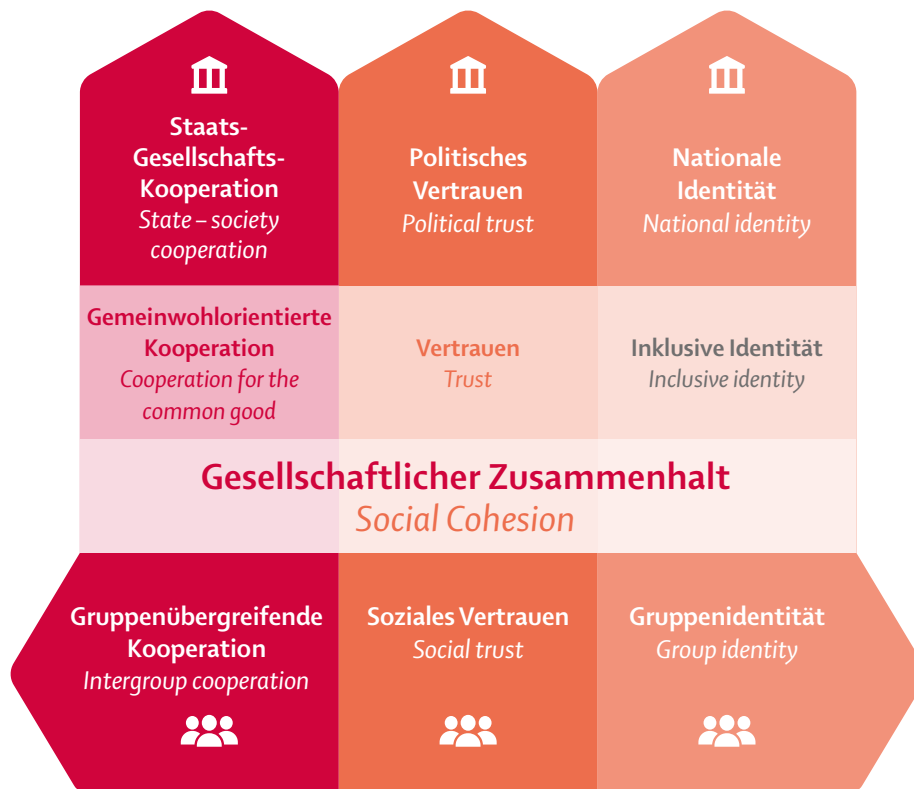 Staats-
Gesellschafts-
Kooperation
State – society
cooperation
Politisches
Vertrauen
Political trust
Nationale
Identität
National identity
Gemeinwohlorientierte
Kooperation
Cooperation for the
common good
Vertrauen
Trust
Inklusive Identität
Inclusive identity
Gesellschaftlicher Zusammenhalt
Social Cohesion
Gruppenübergreifende
Kooperation
Intergroup cooperation
Soziales Vertrauen
Social trust
Gruppenidentität
Group identity